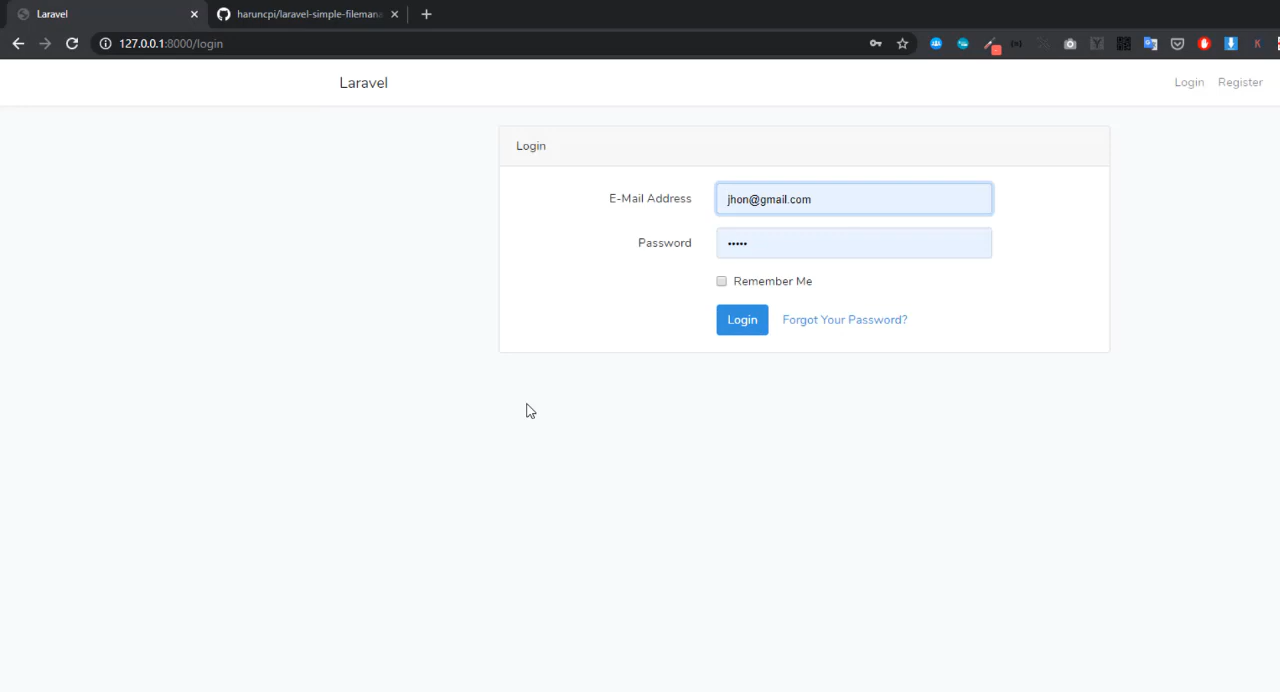 Laravel
haruncpi/laravel-simple-filemana
127.0.0.1:8000/login
Laravel
Login Register
Login
E-Mail Address jhon@gmail.com
Password •••••
Remember Me
Login Forgot Your Password?